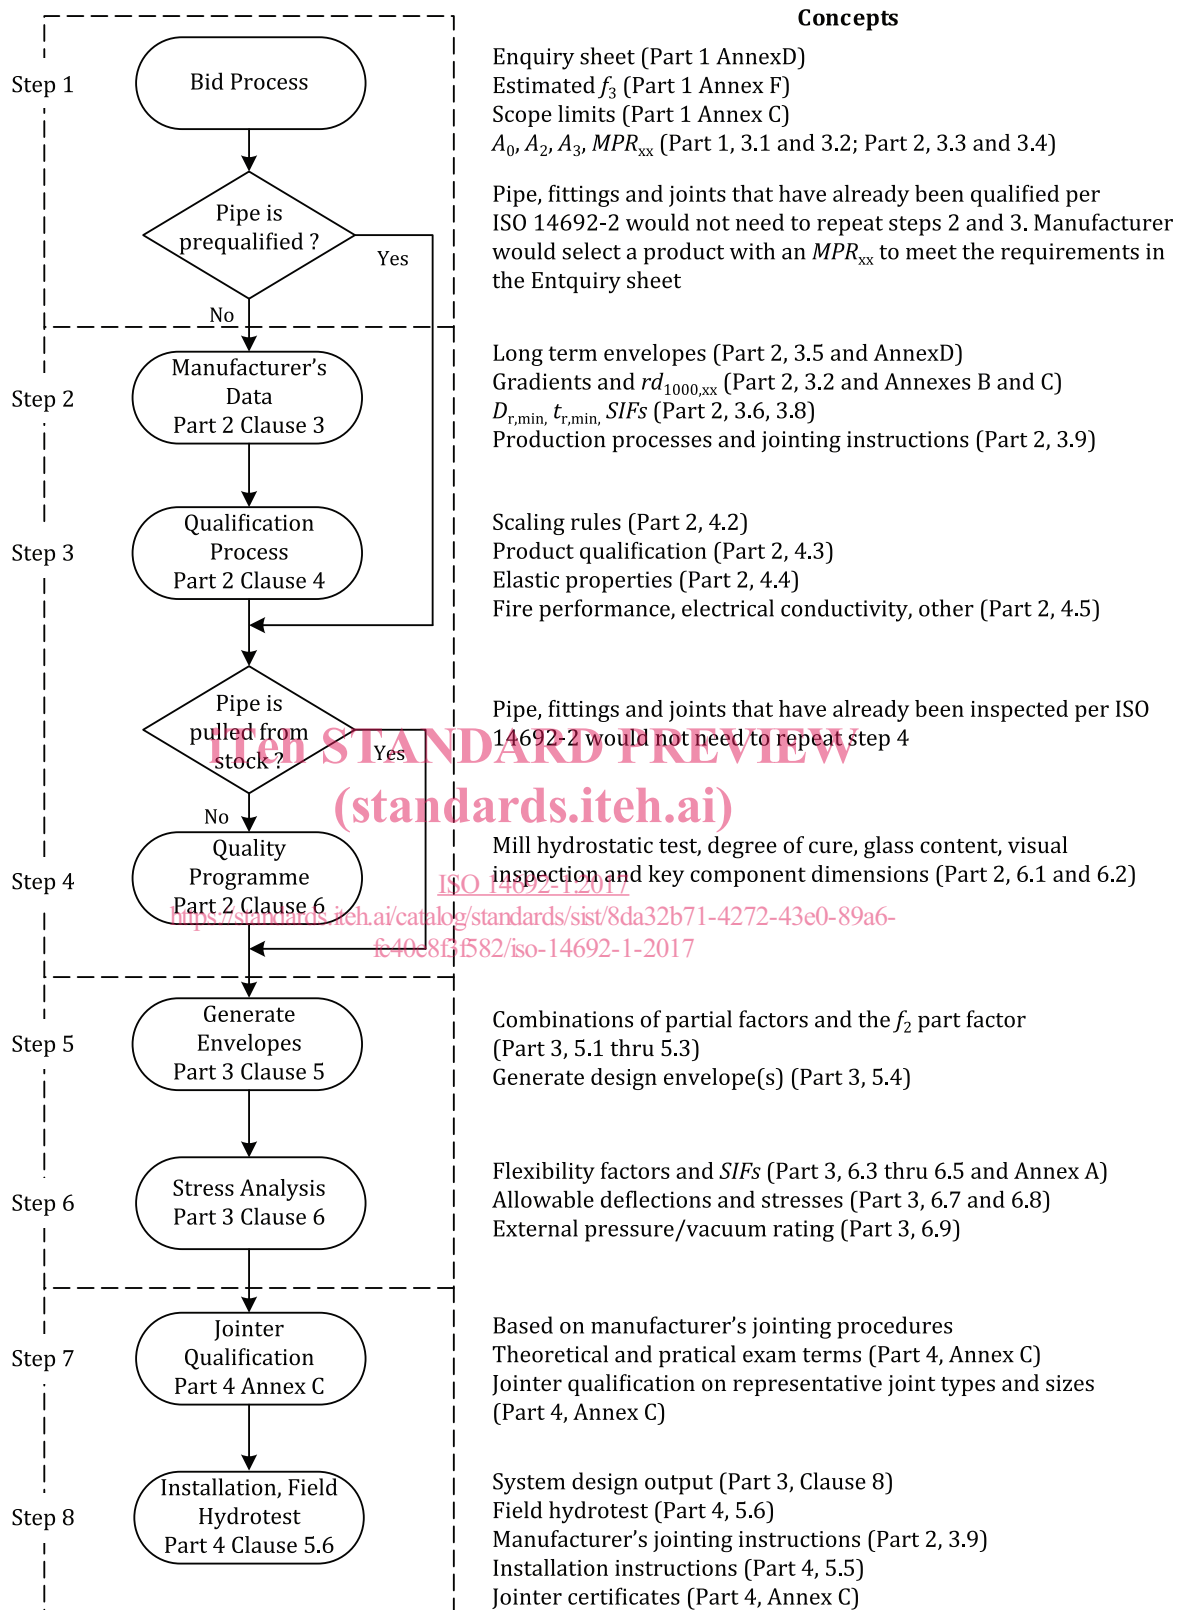 Concepts
Step 1
Bid Process
Enquiry sheet (Part 1 AnnexD)
Estimated f3 (Part 1 Annex F)
Scope limits (Part 1 Annex C)
A0, A2, A3, MPRxx (Part 1, 3.1 and 3.2; Part 2, 3.3 and 3.4)
Pipe is
prequalified ?
Yes
No
Pipe, fittings and joints that have already been qualified per
ISO 14692-2 would not need to repeat steps 2 and 3. Manufacturer
would select a product with an MPRxx to meet the requirements in
the Entquiry sheet
Step 2
Manufacturer's
Data
Part 2 Clause 3
Long term envelopes (Part 2, 3.5 and AnnexD)
Gradients and rd1000,xx (Part 2, 3.2 and Annexes B and C)
Dr,min, tr,min, SIFs (Part 2, 3.6, 3.8)
Production processes and jointing instructions (Part 2, 3.9)
Step 3
Qualification
Process
Part 2 Clause 4
Scaling rules (Part 2, 4.2)
Product qualification (Part 2, 4.3)
Elastic properties (Part 2, 4.4)
Fire performance, electrical conductivity, other (Part 2, 4.5)
Pipe is
pulled from
stock ?
Yes
No
Pipe, fittings and joints that have already been inspected per ISO
14692-2 would not need to repeat step 4
iTeh STANDARD PREVIEW
(standards.iteh.ai)
Step 4
Quality
Programme
Part 2 Clause 6
Mill hydrostatic test, degree of cure, glass content, visual
inspection and key component dimensions (Part 2, 6.1 and 6.2)
ISO 14692-1:2017
https://standards.iteh.ai/catalog/standards/sist/8da32b71-4272-43e0-89a6-
fe40e8f3f582/iso-14692-1-2017
Step 5
Generate
Envelopes
Part 3 Clause 5
Combinations of partial factors and the f2 part factor
(Part 3, 5.1 thru 5.3)
Generate design envelope(s) (Part 3, 5.4)
Step 6
Stress Analysis
Part 3 Clause 6
Flexibility factors and SIFs (Part 3, 6.3 thru 6.5 and Annex A)
Allowable deflections and stresses (Part 3, 6.7 and 6.8)
External pressure/vacuum rating (Part 3, 6.9)
Step 7
Jointer
Qualification
Part 4 Annex C
Based on manufacturer's jointing procedures
Theoretical and pratical exam terms (Part 4, Annex C)
Jointer qualification on representative joint types and sizes
(Part 4, Annex C)
Step 8
Installation, Field
Hydrotest
Part 4 Clause 5.6
System design output (Part 3, Clause 8)
Field hydrotest (Part 4, 5.6)
Manufacturer's jointing instructions (Part 2, 3.9)
Installation instructions (Part 4, 5.5)
Jointer certificates (Part 4, Annex C)